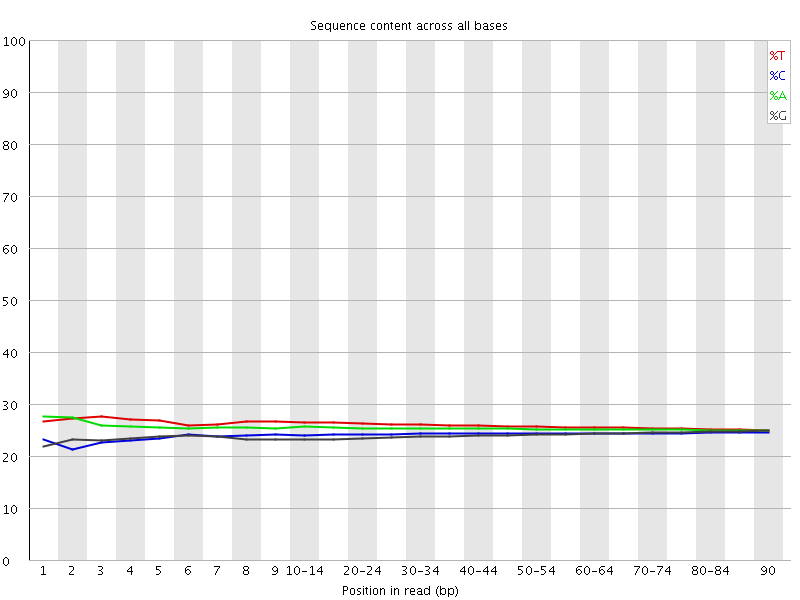 Sequence content across all bases
100
90
80
70
60
50
40
30
20
10
0
%T
%C
%A
%G
1 2 3 4 5 6 7 8 9 10-14 20-24 30-34 40-44 50-54 60-64 70-74 80-84 90
Position in read (bp)